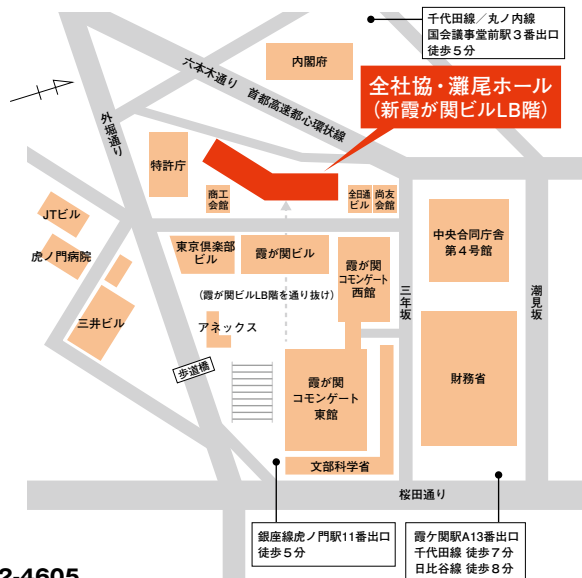 千代田線／丸ノ内線
国会議事堂前駅３番出口
徒歩５分
内閣府
六本木通り　首都高速都心環状線
全社協・灘尾ホール
（新霞が関ビルLB階）
外堀通り
特許庁
商工
会館
全日通
ビル
尚友
会館
JTビル
虎ノ門病院
三井ビル
東京倶楽部
ビル
霞が関ビル
霞が関
コモンゲート
西館
中央合同庁舎
第４号館
三年坂
潮見坂
（霞が関ビルLB階を通り抜け）
アネックス
歩道橋
霞が関
コモンゲート
東館
財務省
文部科学省
桜田通り
銀座線虎ノ門駅11番出口
徒歩５分
霞ケ関駅A13番出口
千代田線 徒歩７分
日比谷線 徒歩８分
2-4605